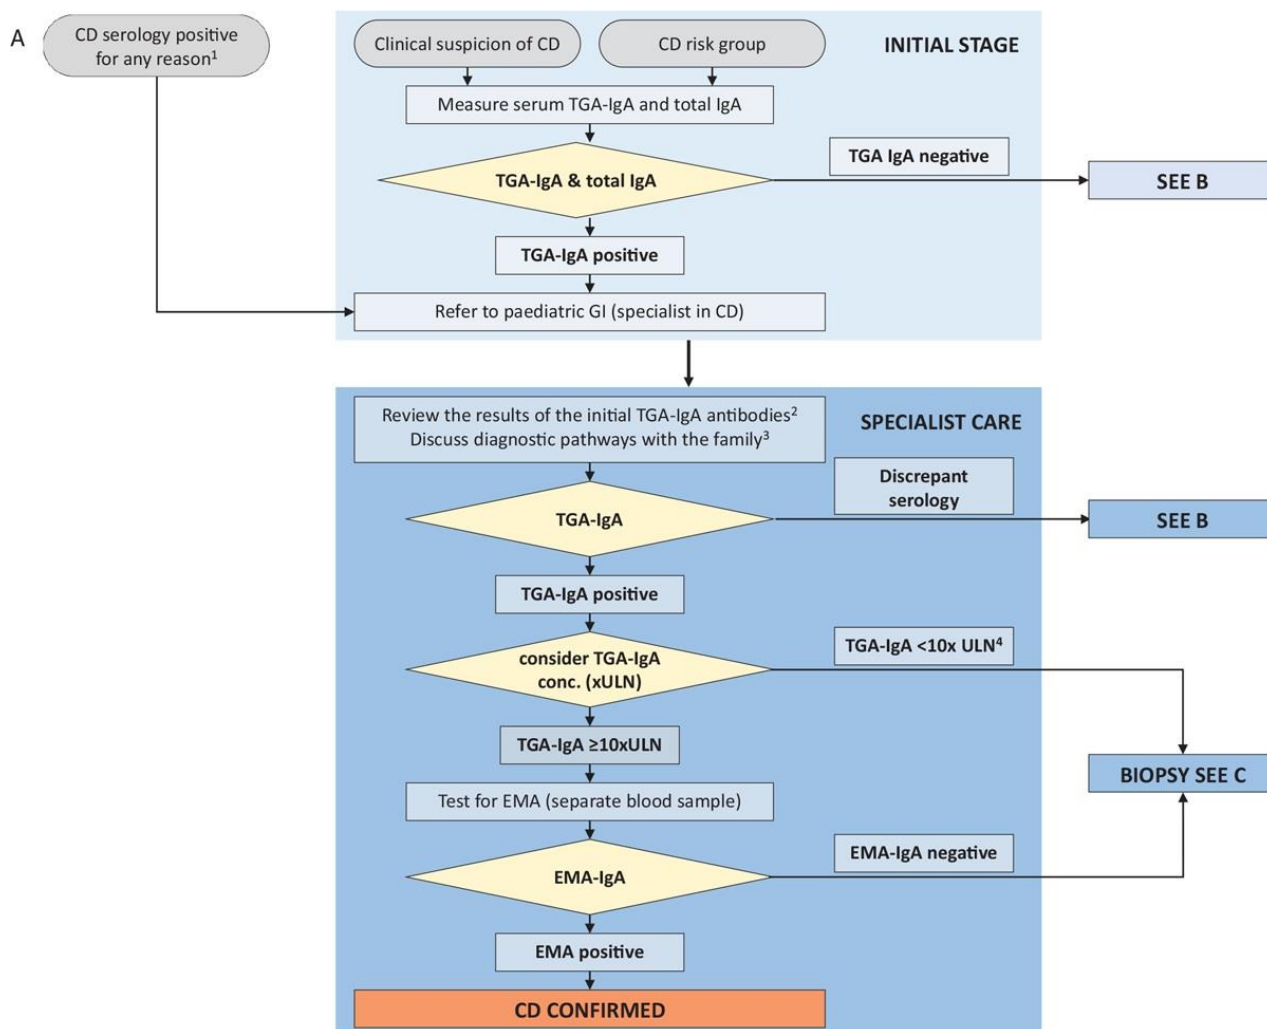 A
CD serology positive
for any reason¹
Clinical suspicion of CD
CD risk group
INITIAL STAGE
Measure serum TGA-IgA and total IgA
TGA IgA negative
TGA-IgA & total IgA
SEE B
TGA-IgA positive
Refer to paediatric GI (specialist in CD)
Review the results of the initial TGA-IgA antibodies²
Discuss diagnostic pathways with the family³
SPECIALIST CARE
Discrepant
serology
TGA-IgA
SEE B
TGA-IgA positive
consider TGA-IgA
conc. (xULN)
TGA-IgA <10x ULN⁴
TGA-IgA ≥10xULN
BIOPSY SEE C
Test for EMA (separate blood sample)
EMA-IgA negative
EMA-IgA
EMA positive
CD CONFIRMED